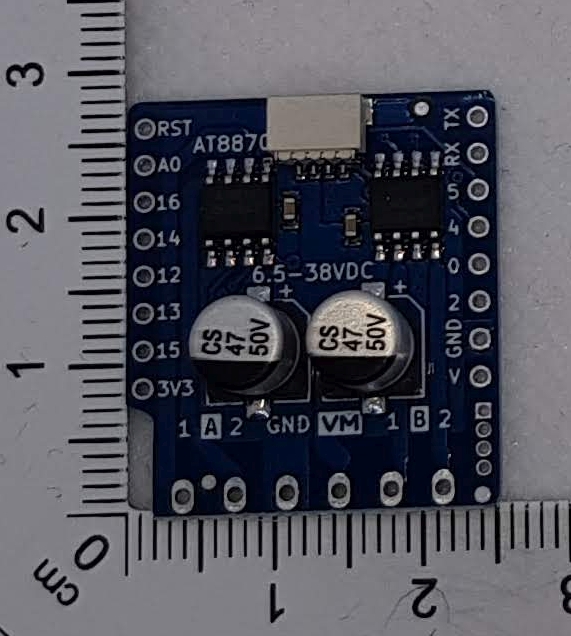 3
2
1
0
cm
1
2
3
RST
A0
16
14
12
13
15
3V3
AT8870
TX
RX
5
4
0
2
GND
V
6.5-38VDC
+ +
CS
47
50V
CS
47
50V
1 A 2 GND VM 1 B 2